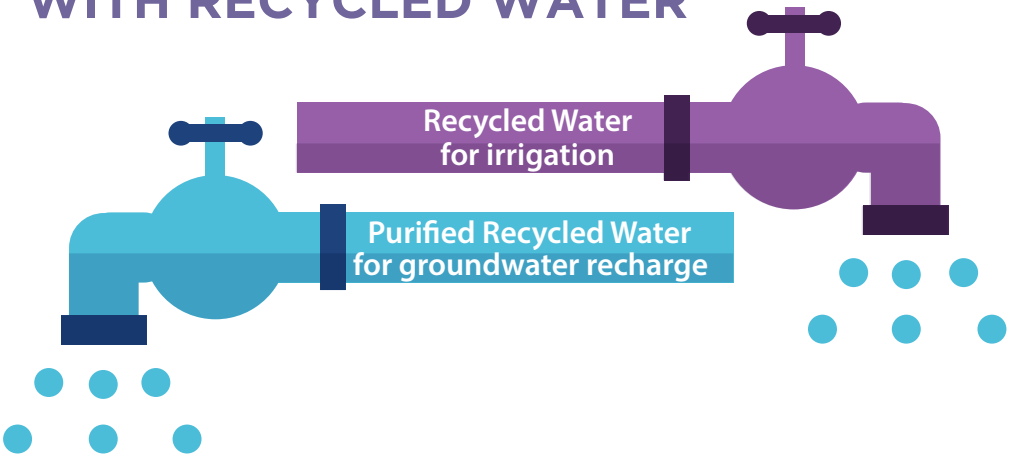 WITH RECYCLED WATER
Recycled Water
for irrigation
Purified Recycled Water
for groundwater recharge